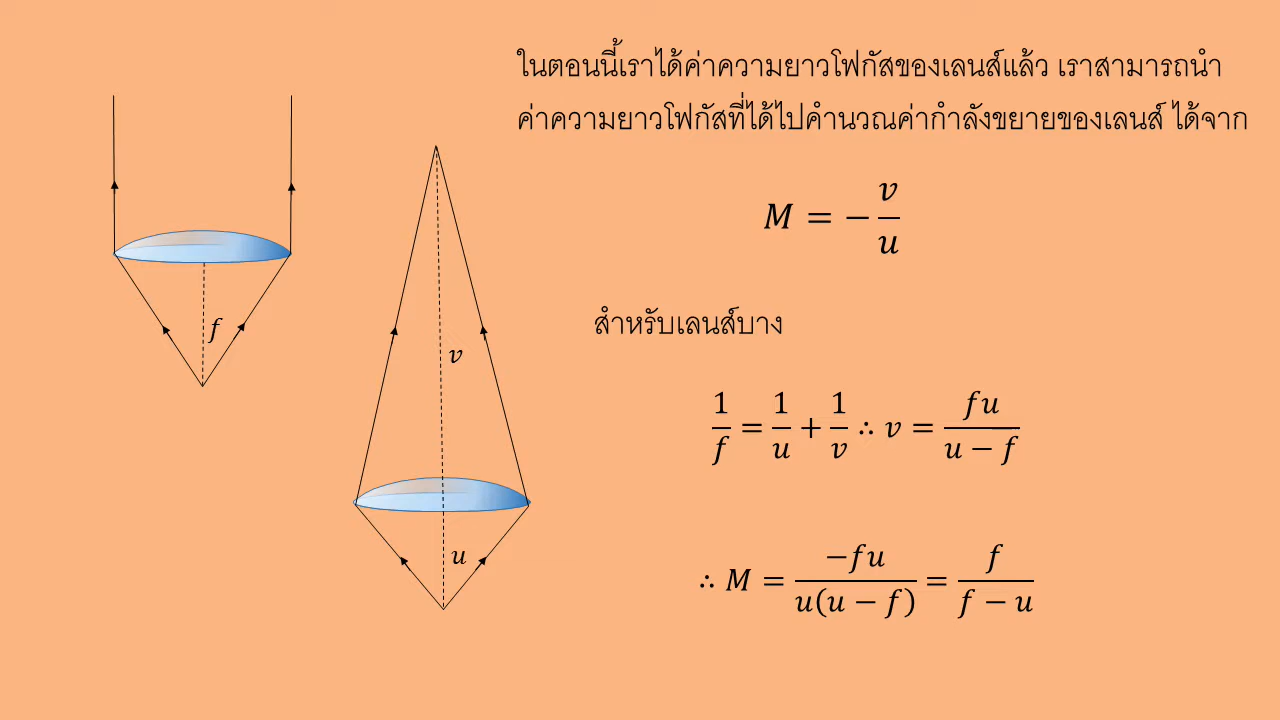 ในตอนนี้เราได้ค่าความยาวโฟกัสของเลนส์แล้ว เราสามารถนำ
ค่าความยาวโฟกัสที่ได้ไปคำนวณค่ากำลังขยายของเลนส์ ได้จาก
M = − v/u
f
สำหรับเลนส์บาง
v
1/f = 1/u + 1/v ∴ v = fu/(u − f)
u
∴ M = −fu/(u(u − f)) = f/(f − u)